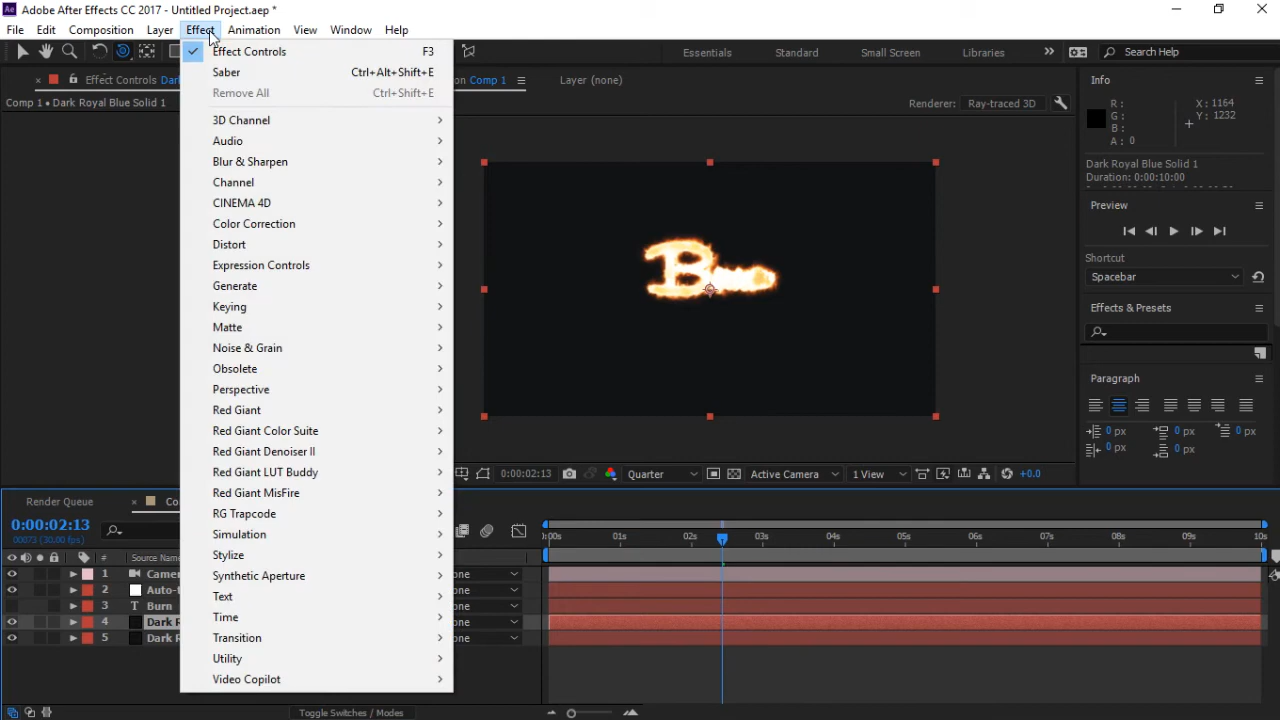 Adobe After Effects CC 2017 - Untitled Project.aep *
File Edit Composition Layer Effect Animation View Window Help
Essentials Standard Small Screen Libraries Search Help
Effect Controls Dark
Comp 1 • Dark Royal Blue Solid 1
Effect Controls F3
Saber Ctrl+Alt+Shift+E
Remove All Ctrl+Shift+E
3D Channel
Audio
Blur & Sharpen
Channel
CINEMA 4D
Color Correction
Distort
Expression Controls
Generate
Keying
Matte
Noise & Grain
Obsolete
Perspective
Red Giant
Red Giant Color Suite
Red Giant Denoiser II
Red Giant LUT Buddy
Red Giant MisFire
RG Trapcode
Simulation
Stylize
Synthetic Aperture
Text
Time
Transition
Utility
Video Copilot
on Comp 1 Layer (none)
Renderer: Ray-traced 3D
B
0:00:02:13 Quarter Active Camera 1 View +0.0
Info
R : X : 1164
G : Y : 1232
B :
A : 0
Dark Royal Blue Solid 1
Duration: 0:00:10:00
Preview
Shortcut
Spacebar
Effects & Presets
Paragraph
0 px 0 px 0 px
0 px 0 px
Render Queue Co
0:00:02:13
00073 (30.00 fps)
# Source Name
:00s 01s 02s 03s 04s 05s 06s 07s 08s 09s 10s
1 Camer one
2 Auto- one
3 T Burn
4 Dark R one
5 Dark R one
Toggle Switches / Modes